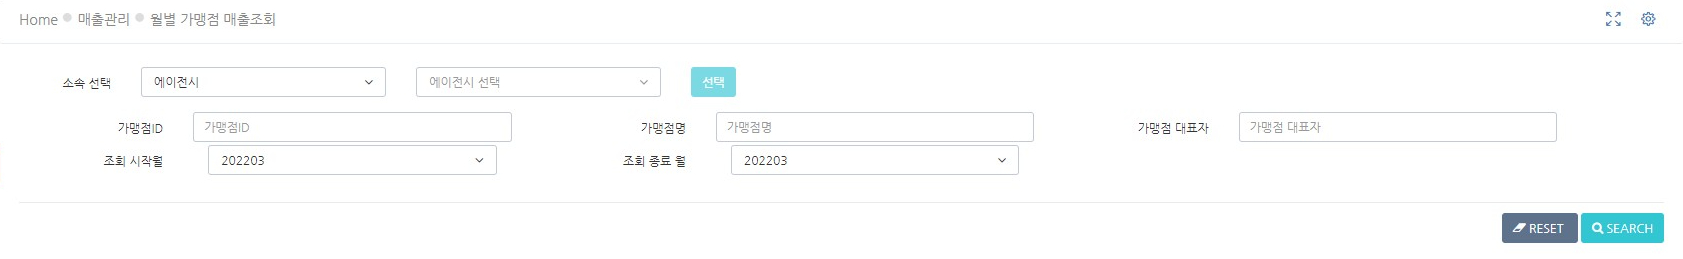 Home 매출관리 월별 가맹점 매출조회
소속 선택 에이전시 에이전시 선택 선택
가맹점ID 가맹점ID 가맹점명 가맹점명 가맹점 대표자 가맹점 대표자
조회 시작월 202203 조회 종료 월 202203
RESET SEARCH